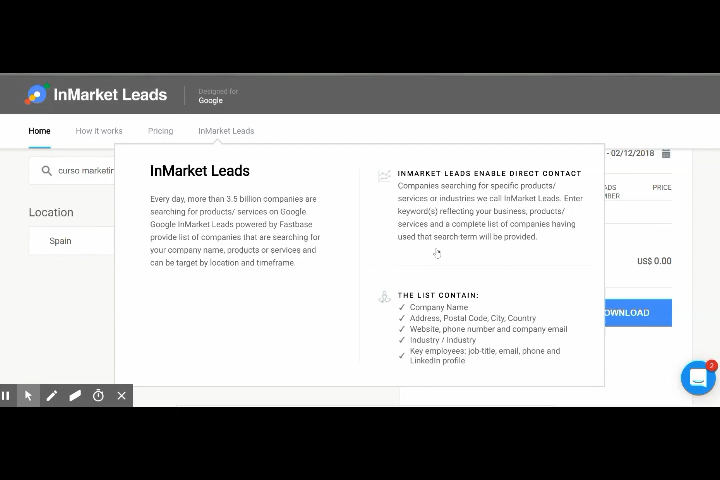 InMarket Leads
Designed for
Google
Home
How it works
Pricing
InMarket Leads
curso marketin
Location
Spain
InMarket Leads
Every day, more than 3.5 billion companies are
searching for products/ services on Google.
Google InMarket Leads powered by Fastbase
provide list of companies that are searching for
your company name, products or services and
can be target by location and timeframe.
INMARKET LEADS ENABLE DIRECT CONTACT
Companies searching for specific products/
services or industries we call InMarket Leads. Enter
keyword(s) reflecting your business, products/
services and a complete list of companies having
used that search term will be provided.
THE LIST CONTAIN:
✓ Company Name
✓ Address, Postal Code, City, Country
✓ Website, phone number and company email
✓ Industry / Industry
✓ Key employees: job-title, email, phone and
LinkedIn profile
- 02/12/2018
ADS
MBER
PRICE
US$ 0.00
OWNLOAD
2